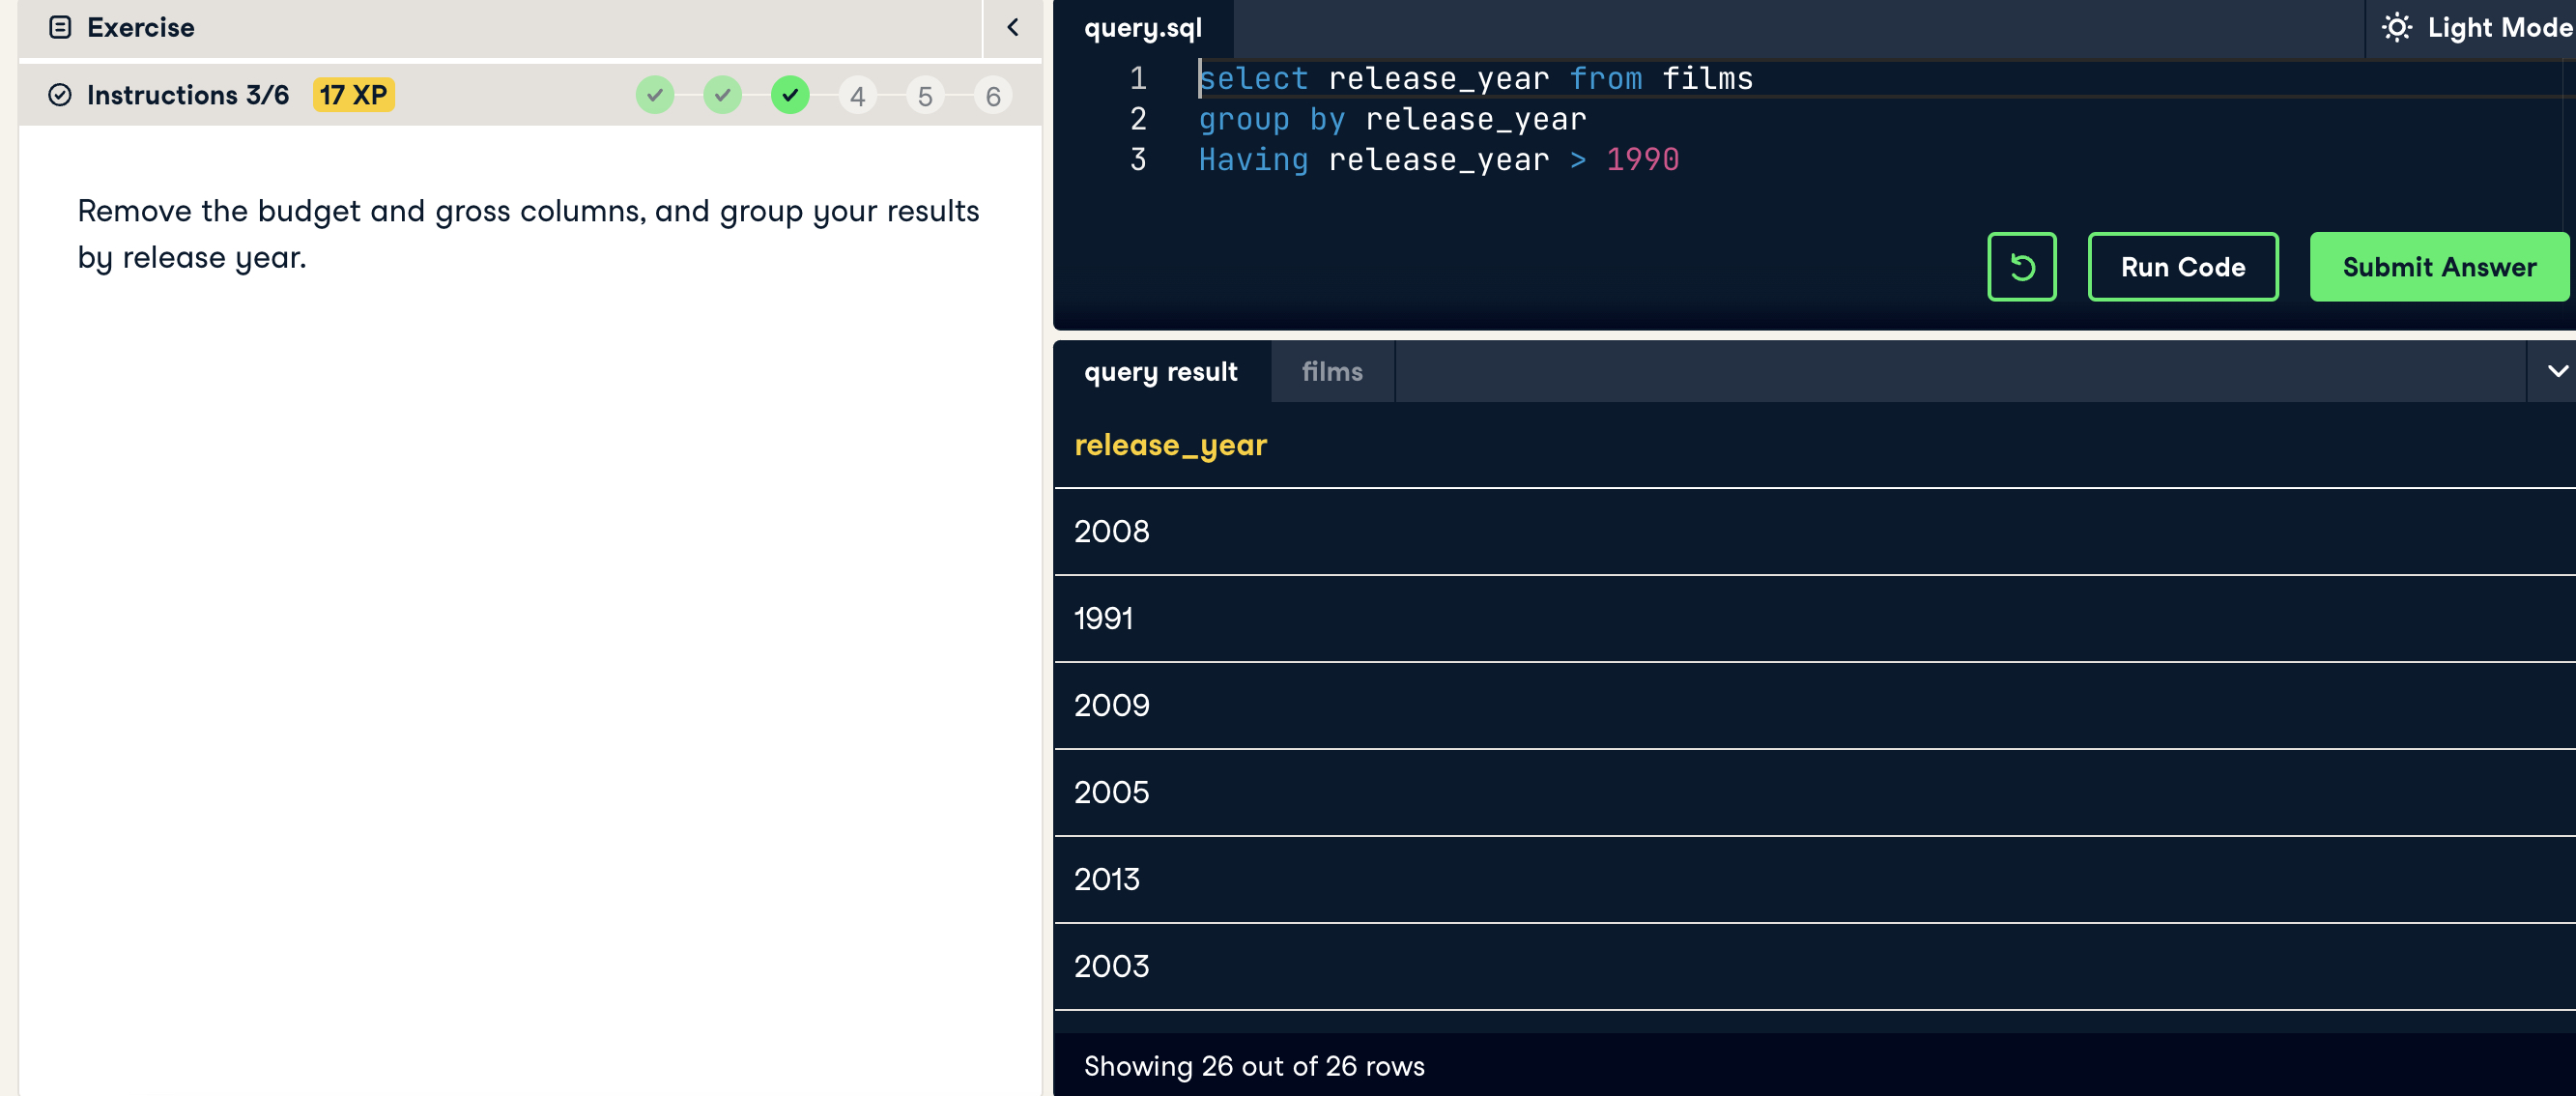 Exercise
Instructions 3/6 17 XP 4 5 6
Remove the budget and gross columns, and group your results
by release year.
query.sql Light Mode
1 select release_year from films
2 group by release_year
3 Having release_year > 1990
Run Code Submit Answer
query result films
release_year
2008
1991
2009
2005
2013
2003
Showing 26 out of 26 rows